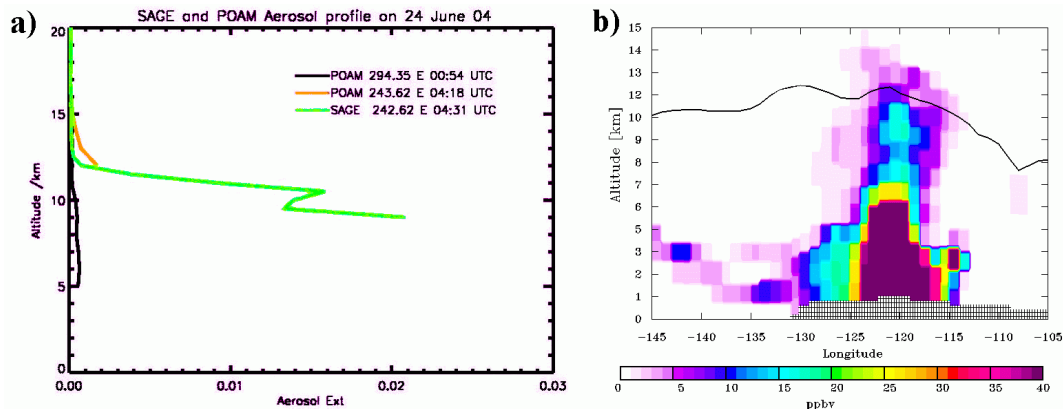 a)
SAGE and POAM Aerosol profile on 24 June 04
20
15
10
5
0
Altitude /km
POAM 294.35 E 00:54 UTC
POAM 243.62 E 04:18 UTC
SAGE 242.62 E 04:31 UTC
0.00 0.01 0.02 0.03
Aerosol Ext
b)
15
14
13
12
10
9
8
7
6
5
3
2
1
0
Altitude [km]
-145 -140 -135 -130 -125 -120 -115 -110 -105
Longitude
0 5 10 15 20 25 30 35 40
ppbv